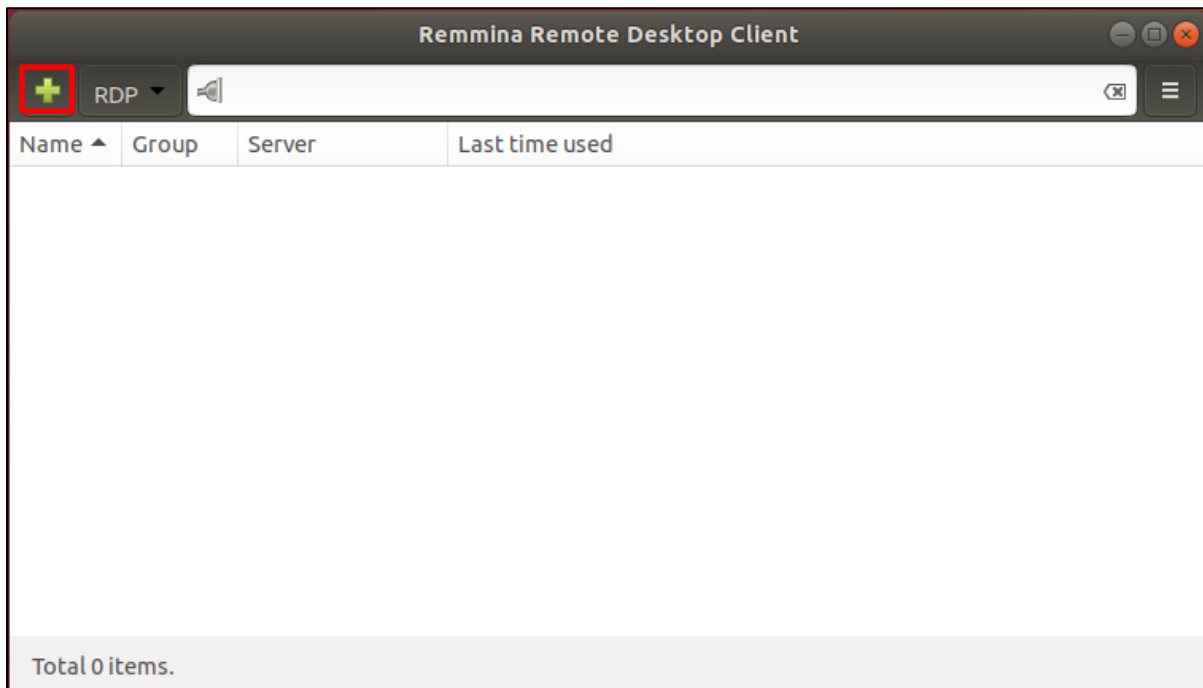 Remmina Remote Desktop Client
RDP
Name Group Server Last time used
Total 0 items.